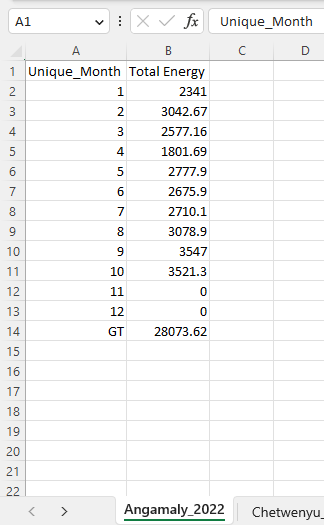 A1 fx Unique_Month
A B C D
1 Unique_Month Total Energy
2 1 2341
3 2 3042.67
4 3 2577.16
5 4 1801.69
6 5 2777.9
7 6 2675.9
8 7 2710.1
9 8 3078.9
10 9 3547
11 10 3521.3
12 11 0
13 12 0
14 GT 28073.62
15
16
17
18
19
20
21
22
Angamaly_2022 Chetwenyu_